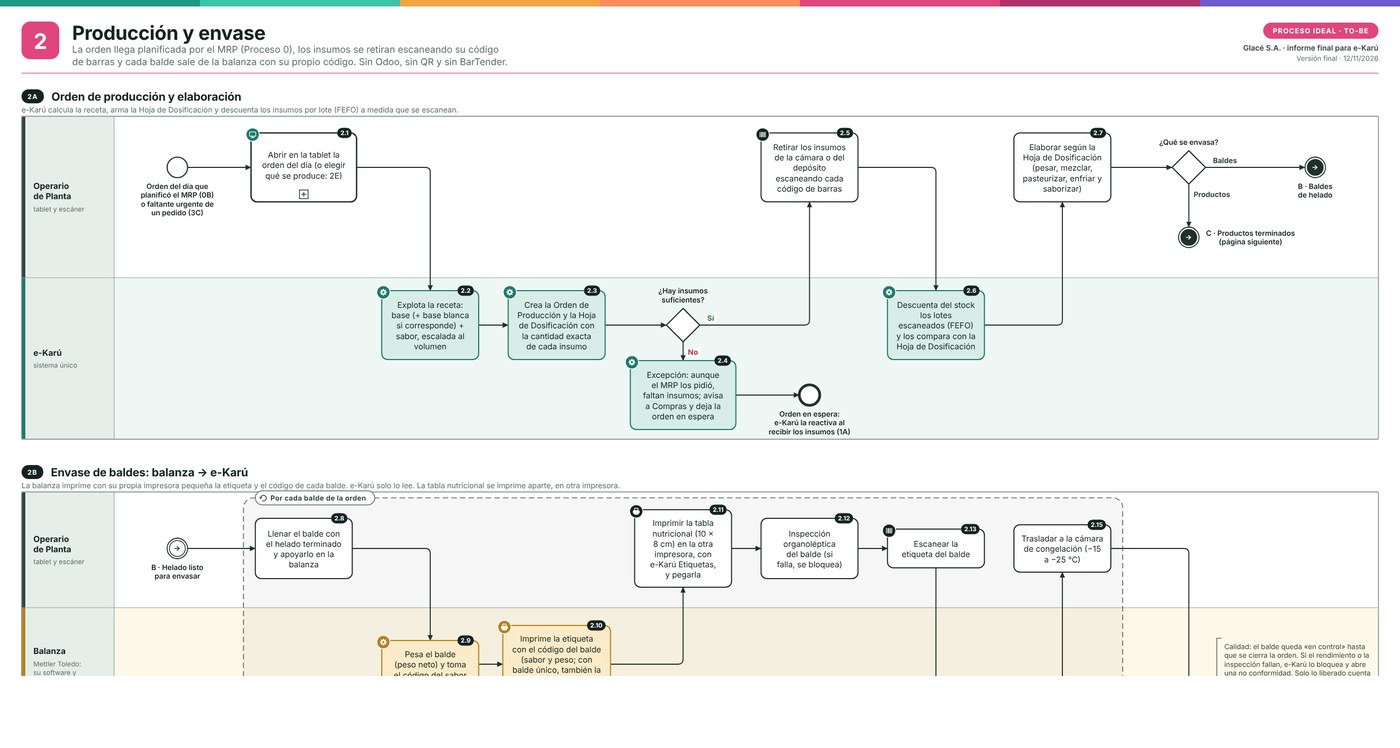 2
Producción y envase
La orden llega planificada por el MRP (Proceso 0), los insumos se retiran escaneando su código
de barras y cada balde sale de la balanza con su propio código. Sin Odoo, sin QR y sin BarTender.
PROCESO IDEAL · TO-BE
Glacé S.A. · informe final para e-Karú
Versión final · 12/11/2026
2A
Orden de producción y elaboración
e-Karú calcula la receta, arma la Hoja de Dosificación y descuenta los insumos por lote (FEFO) a medida que se escanean.
Operario
de Planta
tablet y escáner
Orden del día que
planificó el MRP (0B)
o faltante urgente de
un pedido (3C)
2.1
Abrir en la tablet la
orden del día (o elegir
qué se produce: 2E)
2.5
Retirar los insumos
de la cámara o del
depósito
escaneando cada
código de barras
2.7
Elaborar según la
Hoja de Dosificación
(pesar, mezclar,
pasteurizar, enfriar y
saborizar)
¿Qué se envasa?
Baldes
B · Baldes
de helado
Productos
C · Productos terminados
(página siguiente)
e-Karú
sistema único
2.2
Explota la receta:
base (+ base blanca
si corresponde) +
sabor, escalada al
volumen
2.3
Crea la Orden de
Producción y la Hoja
de Dosificación con
la cantidad exacta
de cada insumo
¿Hay insumos
suficientes?
Sí
No
2.4
Excepción: aunque
el MRP los pidió,
faltan insumos; avisa
a Compras y deja la
orden en espera
Orden en espera:
e-Karú la reactiva al
recibir los insumos (1A)
2.6
Descuenta del stock
los lotes
escaneados (FEFO)
y los compara con la
Hoja de Dosificación
2B
Envase de baldes: balanza → e-Karú
La balanza imprime con su propia impresora pequeña la etiqueta y el código de cada balde. e-Karú solo lo lee. La tabla nutricional se imprime aparte, en otra impresora.
Por cada balde de la orden
Operario
de Planta
tablet y escáner
B · Helado listo
para envasar
2.8
Llenar el balde con
el helado terminado
y apoyarlo en la
balanza
2.11
Imprimir la tabla
nutricional (10 ×
8 cm) en la otra
impresora, con
e-Karú Etiquetas,
y pegarla
2.12
Inspección
organoléptica
del balde (si
falla, se bloquea)
2.13
Escanear la
etiqueta del balde
2.15
Trasladar a la cámara
de congelación (−15
a −25 °C)
Balanza
Mettler Toledo:
su software y
2.9
Pesa el balde
(peso neto) y toma
el código del sabor
2.10
Imprime la etiqueta
con el código del balde
(sabor y peso; con
balde único, también la
Calidad: el balde queda «en control» hasta
que se cierra la orden. Si el rendimiento o la
inspección fallan, e-Karú lo bloquea y abre
una no conformidad. Solo lo liberado cuenta